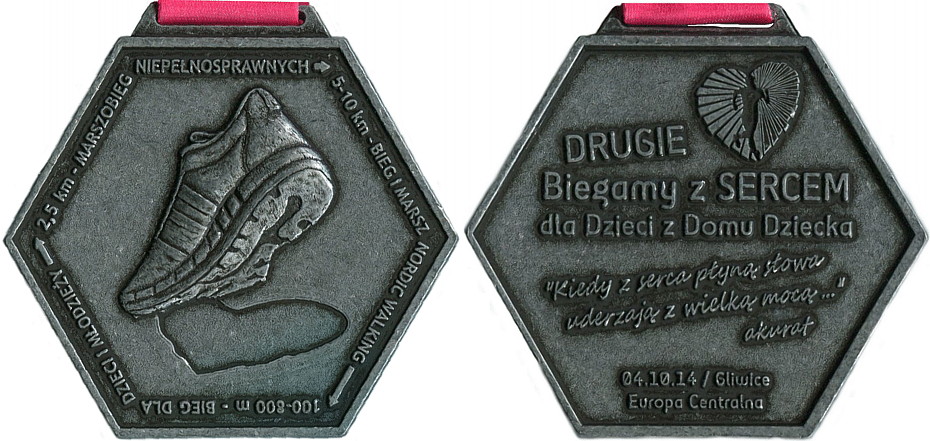 2,5 km - MARSZOBIEG
NIEPEŁNOSPRAWNYCH
5-10 km - BIEG I MARSZ NORDIC WALKING
100-800 m - BIEG DLA
DZIECI I MŁODZIEŻY
DRUGIE
Biegamy z SERCEM
dla Dzieci z Domu Dziecka
"Kiedy z serca płyną słowa
uderzają z wielką mocą..."
akurat
04.10.14 / Gliwice
Europa Centralna